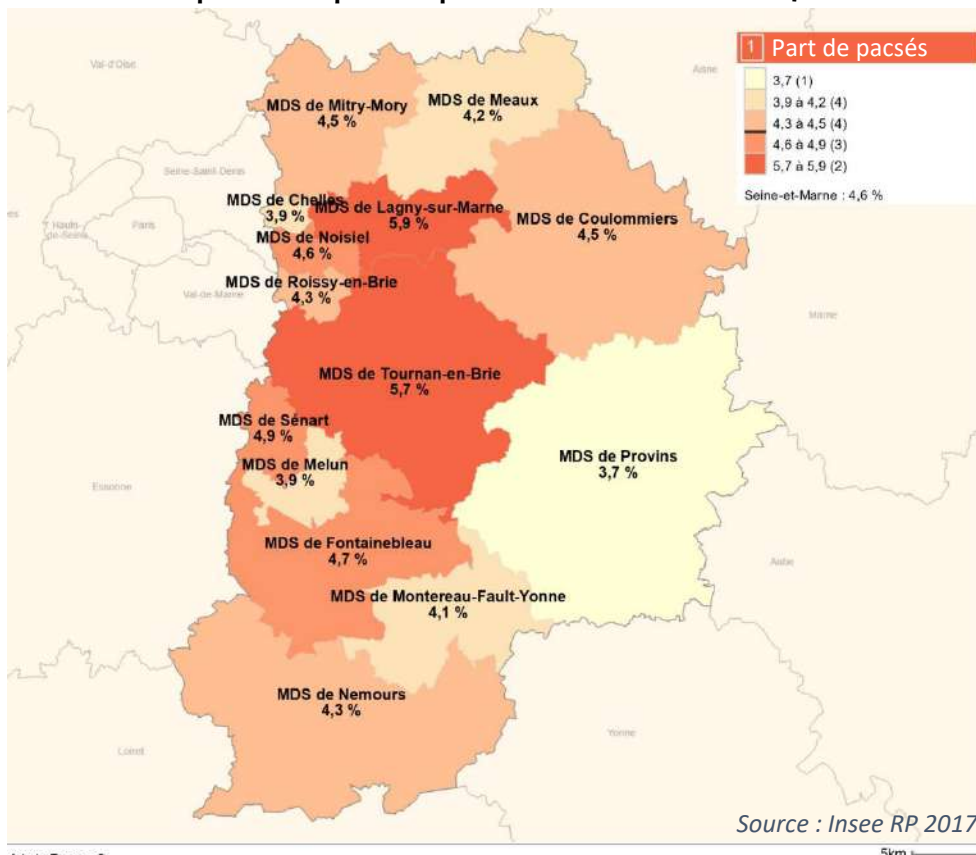 1 Part de pacsés
3,7 (1)
3,9 à 4,2 (4)
4,3 à 4,5 (4)
4,6 à 4,9 (3)
5,7 à 5,9 (2)
Seine-et-Marne : 4,6 %
Val-d'Oise
Aisne
MDS de Mitry-Mory
4,5 %
MDS de Meaux
4,2 %
Seine-Saint-Denis
MDS de Chelles
3,9 %
MDS de Lagny-sur-Marne
5,9 %
MDS de Coulommiers
4,5 %
Hauts-
de-Seine
Paris
MDS de Noisiel
4,6 %
MDS de Roissy-en-Brie
4,3 %
Val-de-Marne
Marne
MDS de Tournan-en-Brie
5,7 %
MDS de Sénart
4,9 %
MDS de Melun
3,9 %
MDS de Provins
3,7 %
Essonne
MDS de Fontainebleau
4,7 %
Aube
MDS de Montereau-Fault-Yonne
4,1 %
MDS de Nemours
4,3 %
Loiret
Yonne
Source : Insee RP 2017
5km